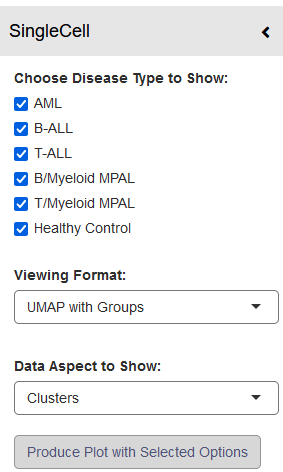 SingleCell
Choose Disease Type to Show:
AML
B-ALL
T-ALL
B/Myeloid MPAL
T/Myeloid MPAL
Healthy Control
Viewing Format:
UMAP with Groups
Data Aspect to Show:
Clusters
Produce Plot with Selected Options